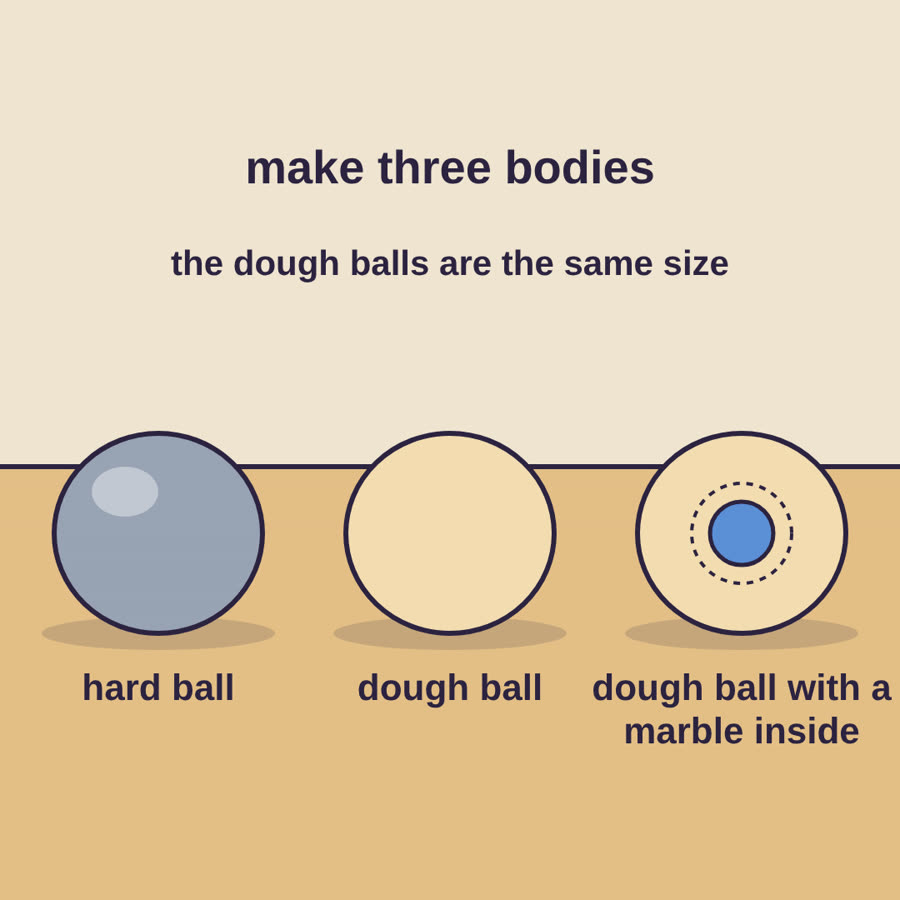 make three bodies
the dough balls are the same size
hard ball
dough ball
dough ball with a
marble inside